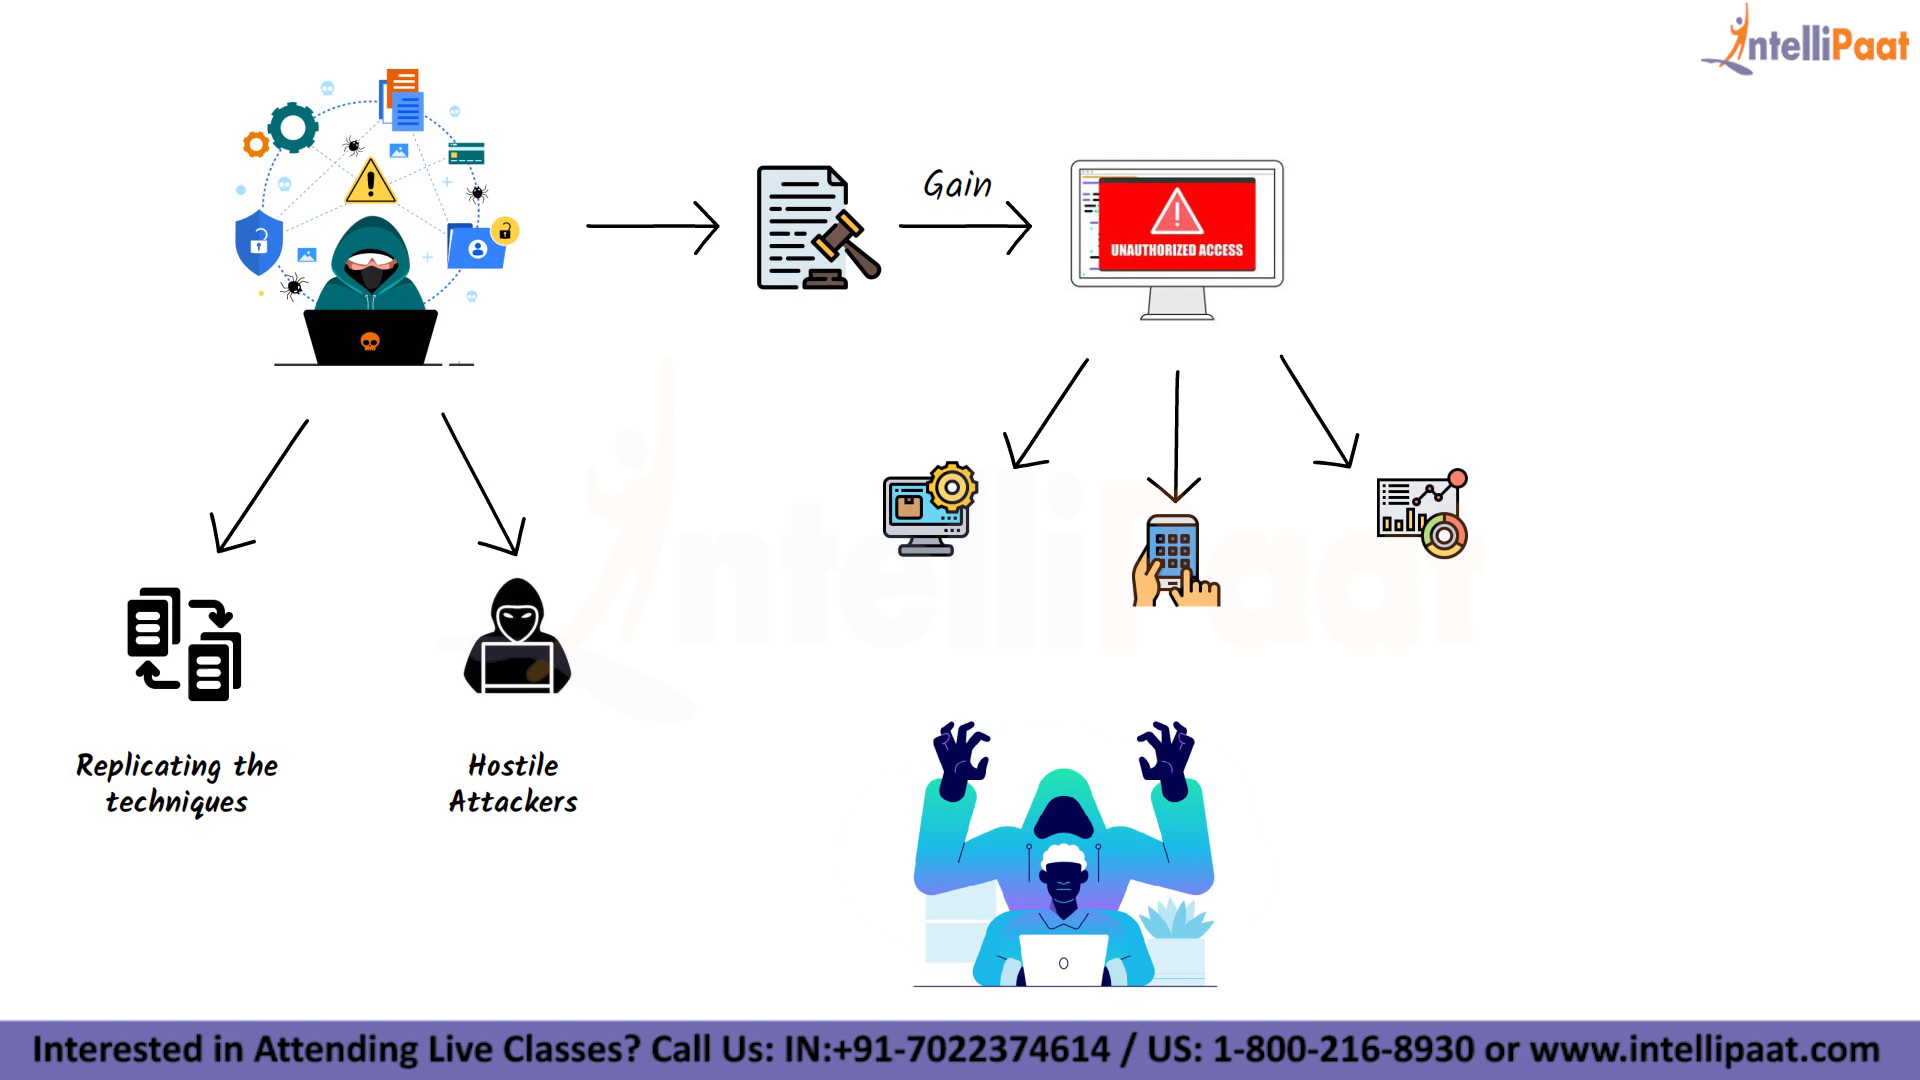 IntelliPaat
Gain
UNAUTHORIZED ACCESS
IntelliPaat
Replicating the
techniques
Hostile
Attackers
Interested in Attending Live Classes? Call Us: IN:+91-7022374614 / US: 1-800-216-8930 or www.intellipaat.com